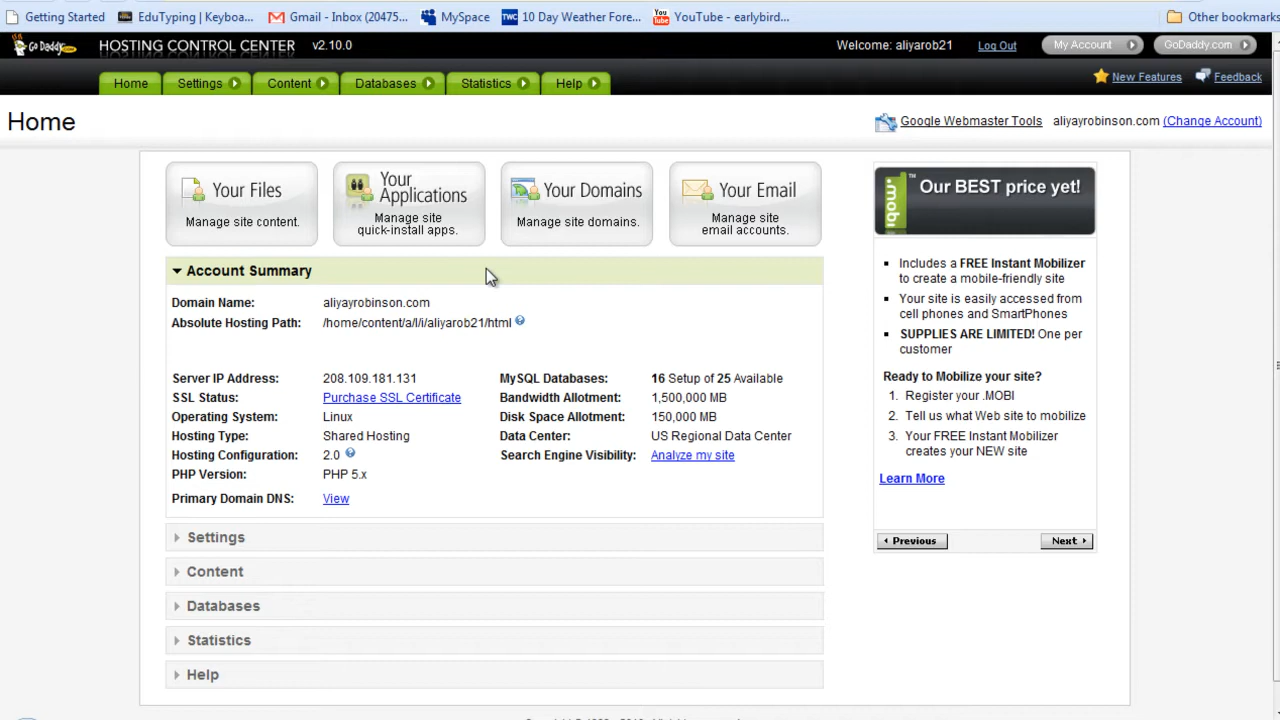 Getting Started EduTyping | Keyboa... Gmail - Inbox (20475... MySpace 10 Day Weather Fore... YouTube - earlybird... Other bookmarks
Go Daddy.com HOSTING CONTROL CENTER v2.10.0 Welcome: aliyarob21 Log Out My Account GoDaddy.com
Home Settings Content Databases Statistics Help New Features Feedback
Home Google Webmaster Tools aliyayrobinson.com (Change Account)
Your Files
Manage site content.
Your
Applications
Manage site
quick-install apps.
Your Domains
Manage site domains.
Your Email
Manage site
email accounts.
Account Summary
Domain Name: aliyayrobinson.com
Absolute Hosting Path: /home/content/a/l/i/aliyarob21/html
Server IP Address: 208.109.181.131
SSL Status: Purchase SSL Certificate
Operating System: Linux
Hosting Type: Shared Hosting
Hosting Configuration: 2.0
PHP Version: PHP 5.x
Primary Domain DNS: View
MySQL Databases: 16 Setup of 25 Available
Bandwidth Allotment: 1,500,000 MB
Disk Space Allotment: 150,000 MB
Data Center: US Regional Data Center
Search Engine Visibility: Analyze my site
Settings
Content
Databases
Statistics
Help
.mobi™ Our BEST price yet!
Includes a FREE Instant Mobilizer
to create a mobile-friendly site
Your site is easily accessed from
cell phones and SmartPhones
SUPPLIES ARE LIMITED! One per
customer
Ready to Mobilize your site?
1. Register your .MOBI
2. Tell us what Web site to mobilize
3. Your FREE Instant Mobilizer
creates your NEW site
Learn More
Previous Next